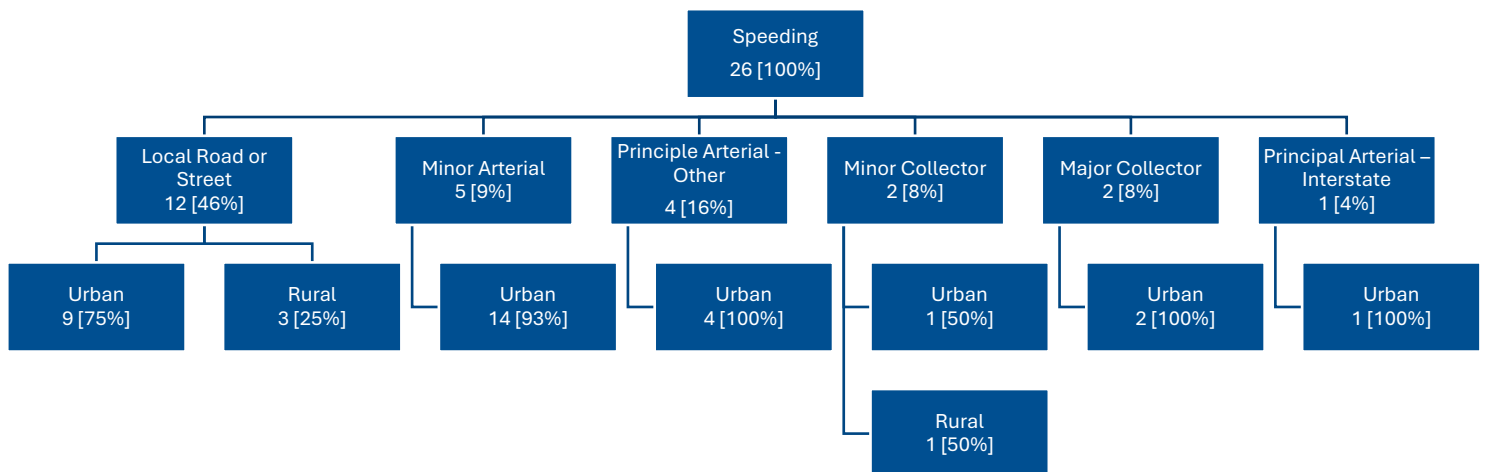 Speeding
26 [100%]
Local Road or
Street
12 [46%]
Minor Arterial
5 [9%]
Principle Arterial -
Other
4 [16%]
Minor Collector
2 [8%]
Major Collector
2 [8%]
Principal Arterial –
Interstate
1 [4%]
Urban
9 [75%]
Rural
3 [25%]
Urban
14 [93%]
Urban
4 [100%]
Urban
1 [50%]
Urban
2 [100%]
Urban
1 [100%]
Rural
1 [50%]